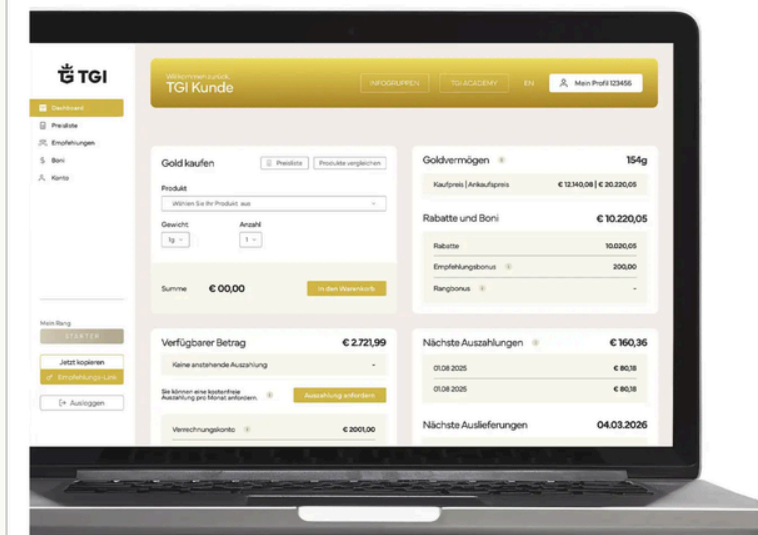 TGI
Dashboard
Preisliste
Empfehlungen
Boni
Konto
Mein Rang
STARTER
Jetzt kopieren
Empfehlungs-Link
Ausloggen
Willkommen zurück,
TGI Kunde
INFOGRUPPEN
TGI ACADEMY
EN
Mein Profil 123456
Gold kaufen
Preisliste
Produkte vergleichen
Produkt
Wählen Sie Ihr Produkt aus
Gewicht Anzahl
1g 1
Summe € 00,00
In den Warenkorb
Goldvermögen 154g
Kaufpreis | Ankaufspreis € 12.140,08 | € 20.220,05
Rabatte und Boni € 10.220,05
Rabatte 10.020,05
Empfehlungsbonus 200,00
Rangbonus -
Verfügbarer Betrag € 2.721,99
Keine anstehende Auszahlung -
Sie können eine kostenfreie
Auszahlung pro Monat anfordern.
Auszahlung anfordern
Verrechnungskonto € 2001,00
Nächste Auszahlungen € 160,36
01.08 2025 € 80,18
01.08 2025 € 80,18
Nächste Auslieferungen 04.03.2026